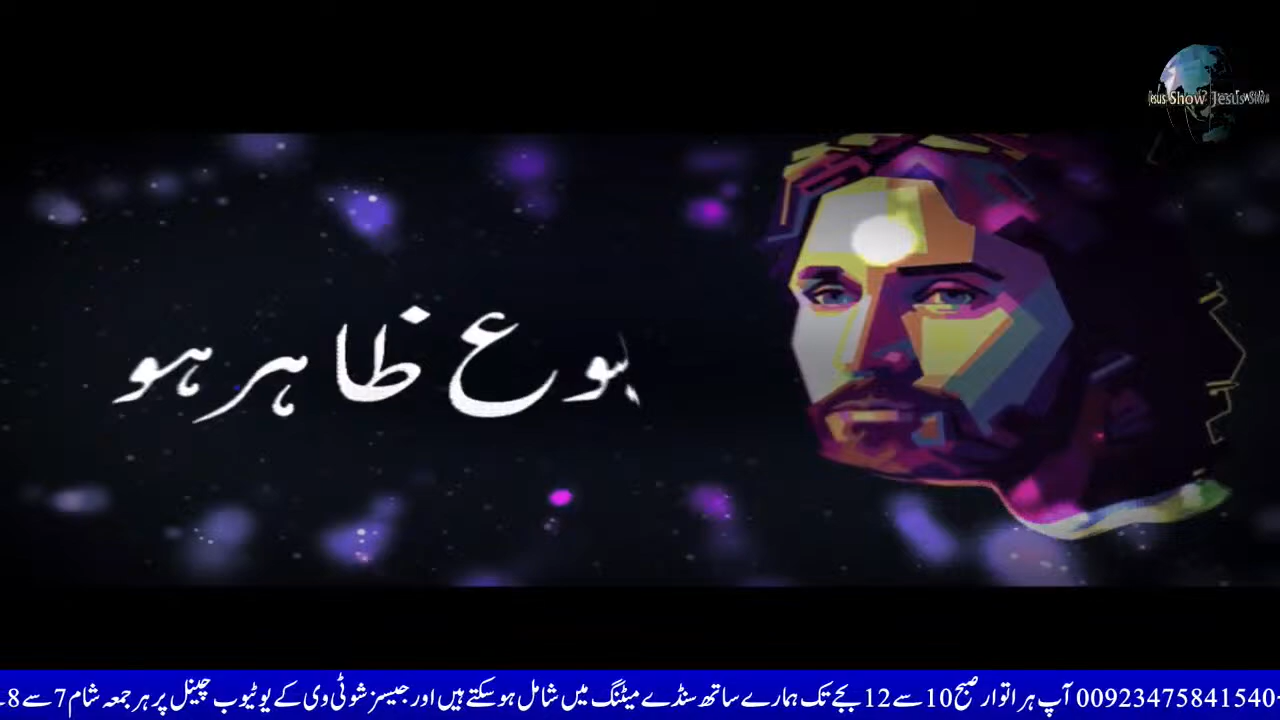 Jesus Show Jesus Show
یسوع ظاہر ہو
00923475841540 آپ ہر اتوار صبح 10 سے 12 بجے تک ہمارے ساتھ سنڈے میٹنگ میں شامل ہو سکتے ہیں اور جیسز شو ٹی وی کے یوٹیوب چینل پر ہر جمعہ شام 7 سے 8